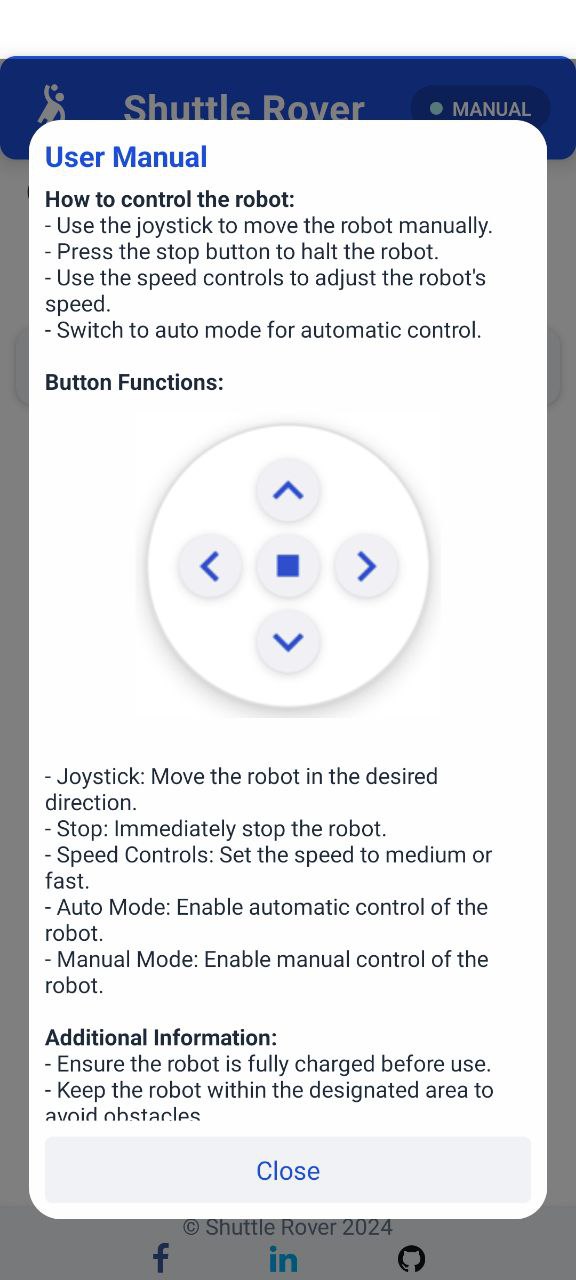 Shuttle Rover
MANUAL
User Manual
How to control the robot:
- Use the joystick to move the robot manually.
- Press the stop button to halt the robot.
- Use the speed controls to adjust the robot's
speed.
- Switch to auto mode for automatic control.
Button Functions:
- Joystick: Move the robot in the desired
direction.
- Stop: Immediately stop the robot.
- Speed Controls: Set the speed to medium or
fast.
- Auto Mode: Enable automatic control of the
robot.
- Manual Mode: Enable manual control of the
robot.
Additional Information:
- Ensure the robot is fully charged before use.
- Keep the robot within the designated area to
avoid obstacles
Close
© Shuttle Rover 2024